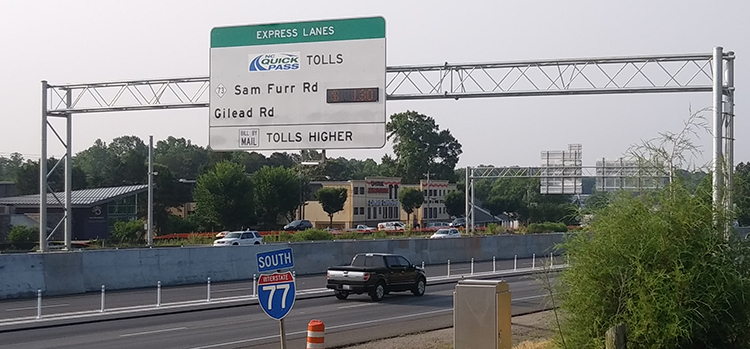 EXPRESS LANES
NC QUICK PASS TOLLS
73 Sam Furr Rd
Gilead Rd
BILL BY MAIL TOLLS HIGHER
SOUTH
INTERSTATE
77